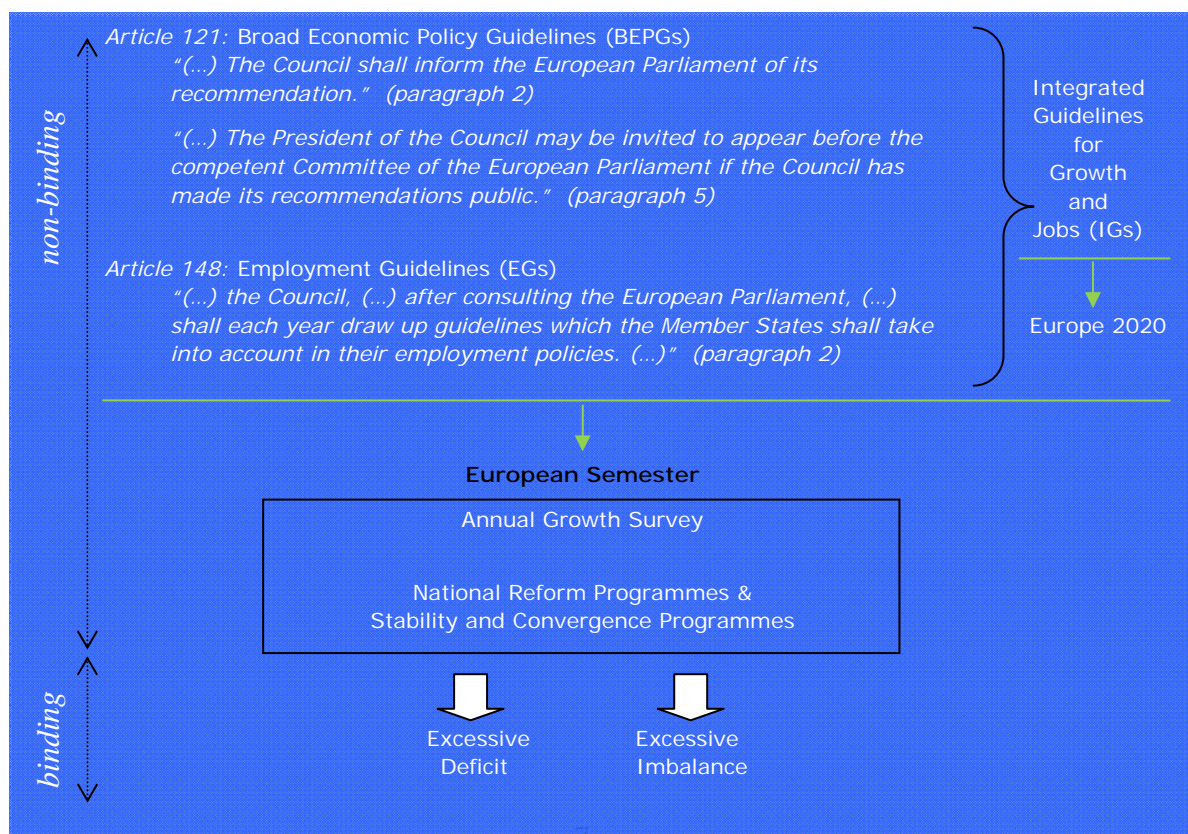 Article 121: Broad Economic Policy Guidelines (BEPGs)
“(…) The Council shall inform the European Parliament of its
recommendation.” (paragraph 2)
“(…) The President of the Council may be invited to appear before the
competent Committee of the European Parliament if the Council has
made its recommendations public.” (paragraph 5)
Article 148: Employment Guidelines (EGs)
“(…) the Council, (…) after consulting the European Parliament, (…)
shall each year draw up guidelines which the Member States shall take
into account in their employment policies. (…)” (paragraph 2)
Integrated
Guidelines
for
Growth
and
Jobs (IGs)
Europe 2020
non-binding
European Semester
Annual Growth Survey
National Reform Programmes &
Stability and Convergence Programmes
binding
Excessive
Deficit
Excessive
Imbalance